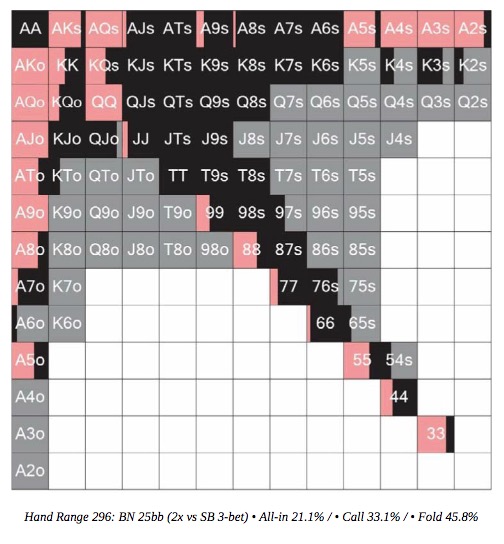 AA AKs AQs AJs ATs A9s A8s A7s A6s A5s A4s A3s A2s
AKo KK KQs KJs KTs K9s K8s K7s K6s K5s K4s K3s K2s
AQo KQo QQ QJs QTs Q9s Q8s Q7s Q6s Q5s Q4s Q3s Q2s
AJo KJo QJo JJ JTs J9s J8s J7s J6s J5s J4s
ATo KTo QTo JTo TT T9s T8s T7s T6s T5s
A9o K9o Q9o J9o T9o 99 98s 97s 96s 95s
A8o K8o Q8o J8o T8o 98o 88 87s 86s 85s
A7o K7o 77 76s 75s
A6o K6o 66 65s
A5o 55 54s
A4o 44
A3o 33
A2o
Hand Range 296: BN 25bb (2x vs SB 3-bet) • All-in 21.1% / • Call 33.1% / • Fold 45.8%